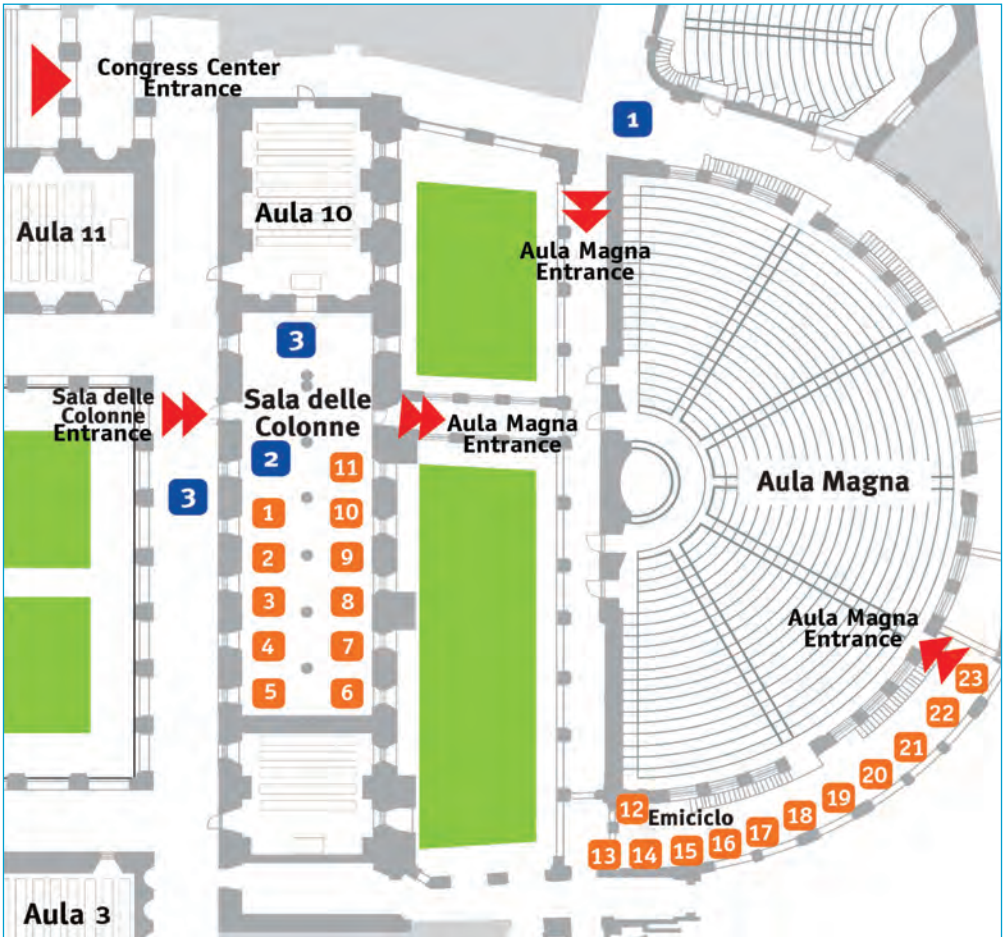 Congress Center
Entrance
1
Aula 11
Aula 10
Aula Magna
Entrance
3
Sala delle
Colonne
Entrance
Sala delle
Colonne
Aula Magna
Entrance
2
11
3
1
10
2
9
3
8
4
7
5
6
Aula Magna
Aula Magna
Entrance
23
22
21
20
19
18
17
16
15
14
13
12
Emiciclo
Aula 3